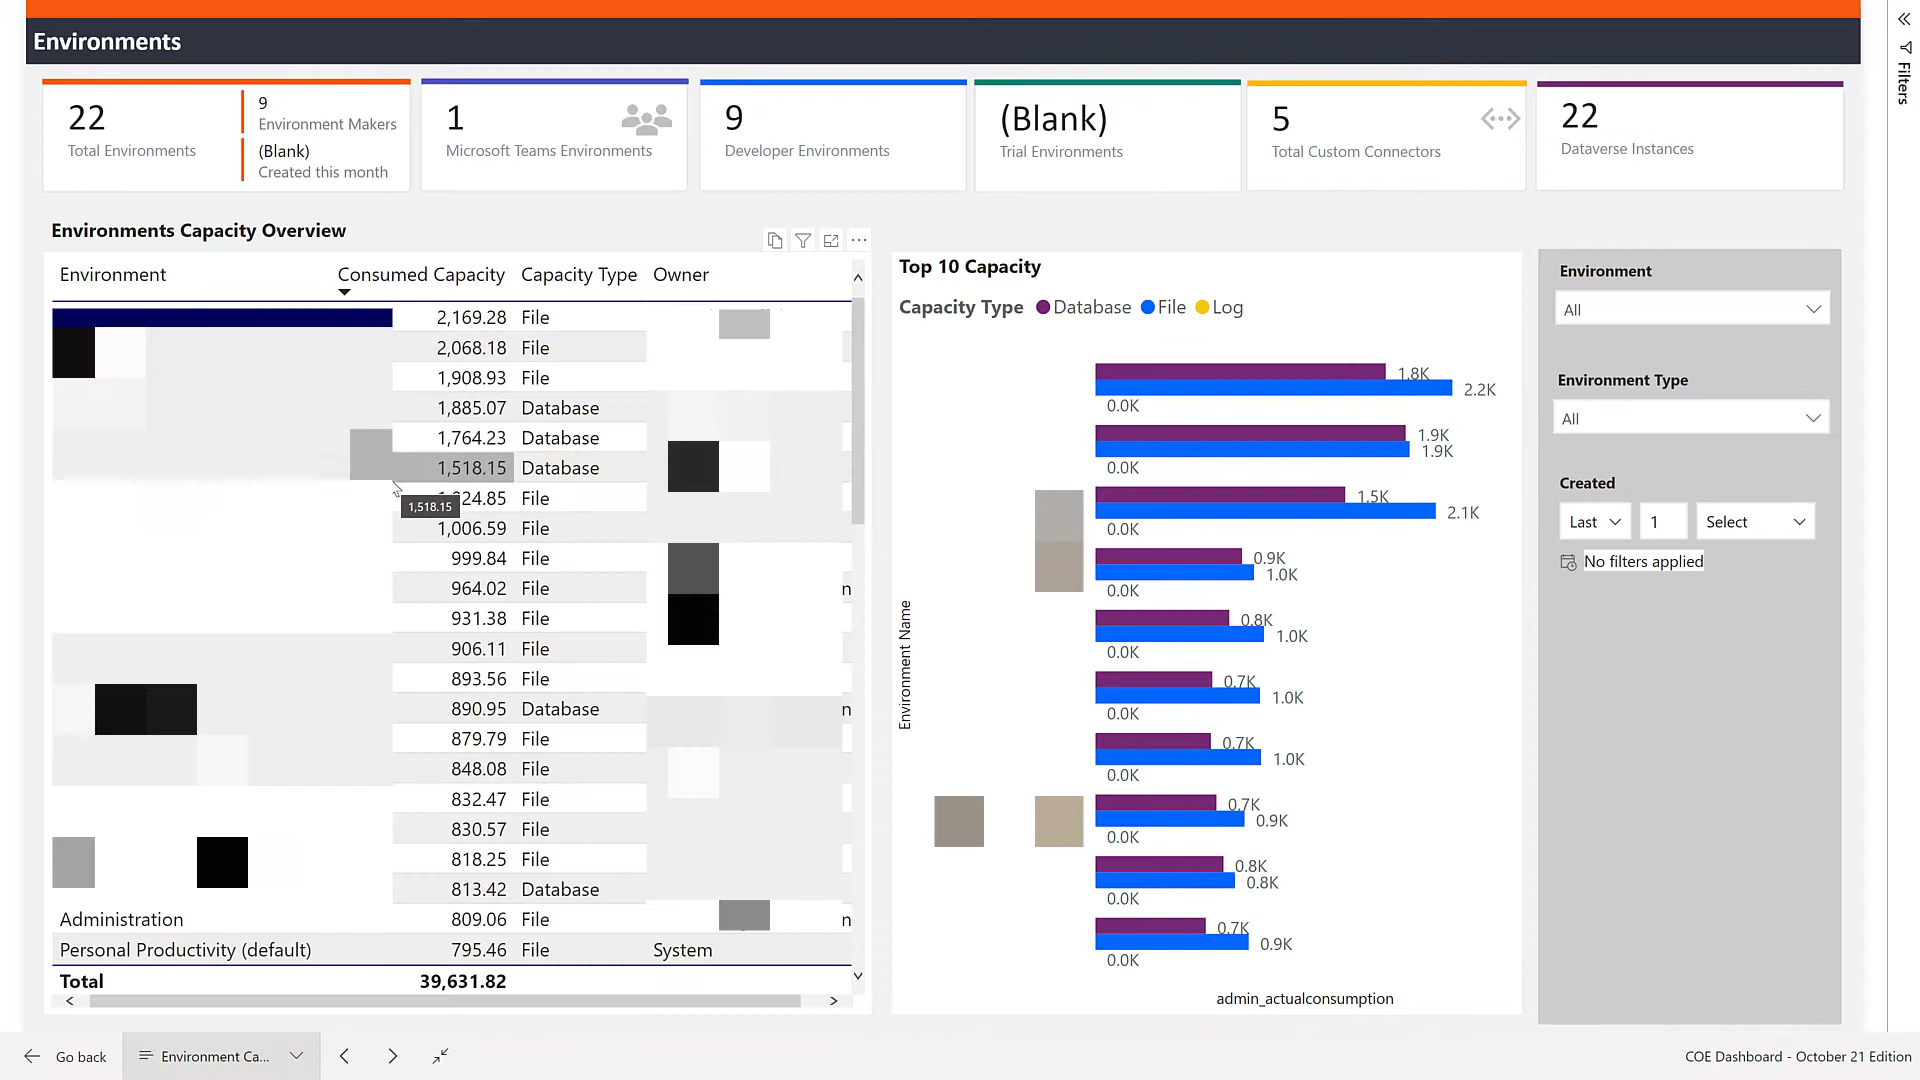 Environments
Filters
22
Total Environments
9
Environment Makers
(Blank)
Created this month
1
Microsoft Teams Environments
9
Developer Environments
(Blank)
Trial Environments
5
Total Custom Connectors
22
Dataverse Instances
Environments Capacity Overview
Environment Consumed Capacity Capacity Type Owner
2,169.28 File
2,068.18 File
1,908.93 File
1,885.07 Database
1,764.23 Database
1,518.15 Database
24.85 File
1,518.15
1,006.59 File
999.84 File
964.02 File n
931.38 File
906.11 File
893.56 File
890.95 Database n
879.79 File
848.08 File
832.47 File
830.57 File
818.25 File
813.42 Database
Administration 809.06 File n
Personal Productivity (default) 795.46 File System
Total 39,631.82
Top 10 Capacity
Capacity Type Database File Log
Environment Name
1.8K
2.2K
0.0K
1.9K
1.9K
0.0K
1.5K
2.1K
0.0K
0.9K
1.0K
0.0K
0.8K
1.0K
0.0K
0.7K
1.0K
0.0K
0.7K
1.0K
0.0K
0.7K
0.9K
0.0K
0.8K
0.8K
0.0K
0.7K
0.9K
0.0K
admin_actualconsumption
Environment
All
Environment Type
All
Created
Last 1 Select
No filters applied
Go back
Environment Ca...
COE Dashboard - October 21 Edition